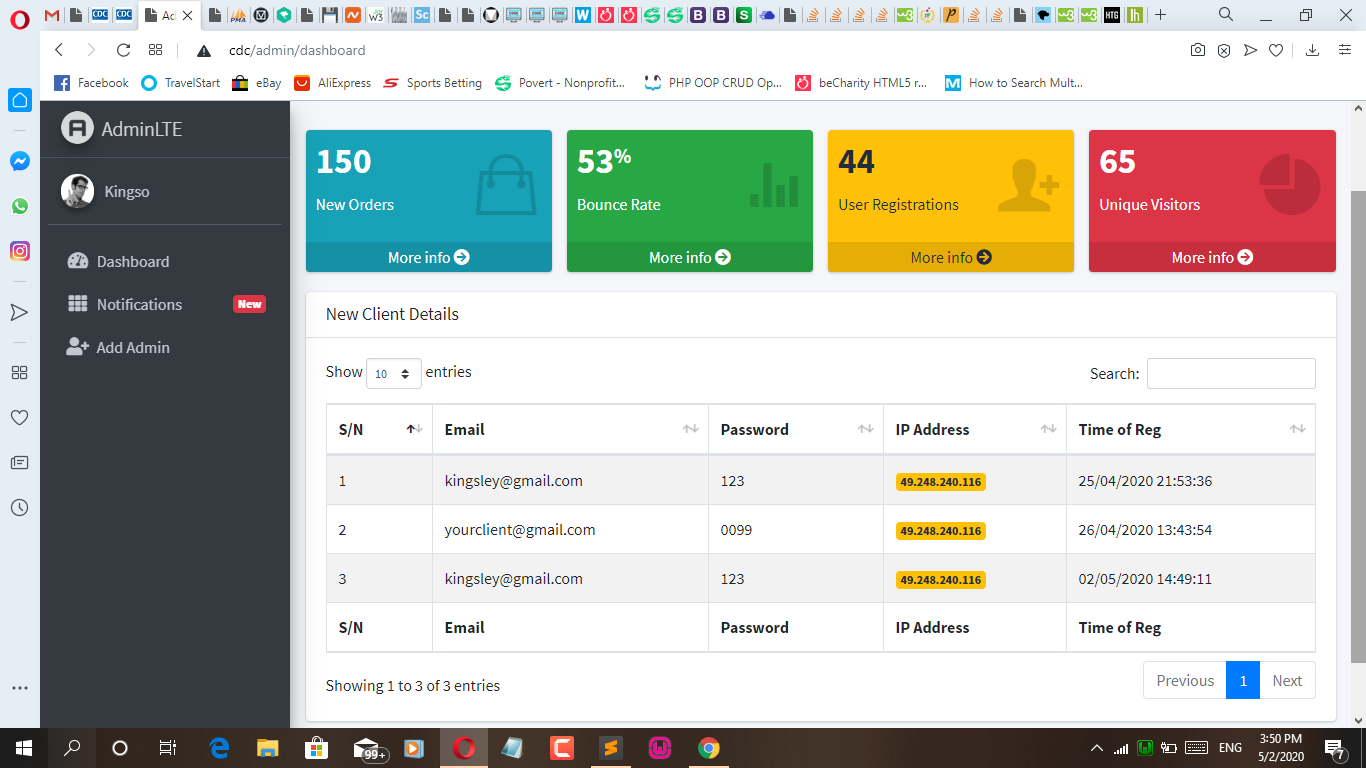 Ad
cdc/admin/dashboard
Facebook TravelStart eBay AliExpress Sports Betting Povert - Nonprofit... PHP OOP CRUD Op... beCharity HTML5 r... How to Search Mult...
AdminLTE
Kingso
Dashboard
Notifications New
Add Admin
150 53% 44 65
New Orders Bounce Rate User Registrations Unique Visitors
More info More info More info More info
New Client Details
Show 10 entries Search:
S/N Email Password IP Address Time of Reg
1 kingsley@gmail.com 123 49.248.240.116 25/04/2020 21:53:36
2 yourclient@gmail.com 0099 49.248.240.116 26/04/2020 13:43:54
3 kingsley@gmail.com 123 49.248.240.116 02/05/2020 14:49:11
S/N Email Password IP Address Time of Reg
Showing 1 to 3 of 3 entries Previous 1 Next
99+
ENG
3:50 PM
5/2/2020
7